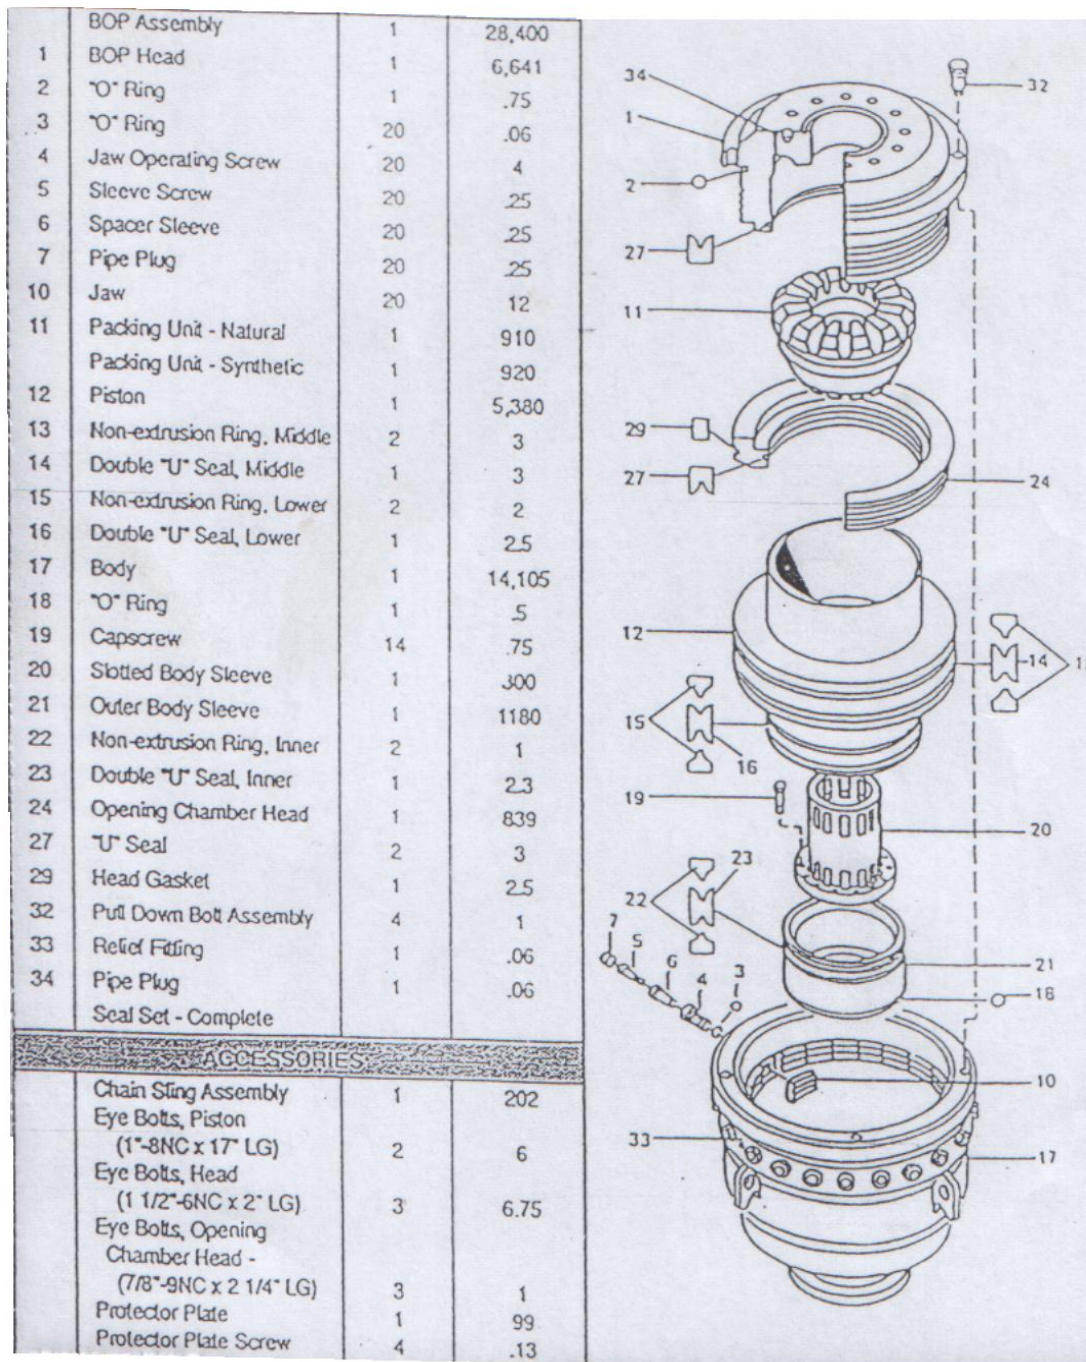 BOP Assembly 1 28,400
1 BOP Head 1 6,641
2 "O" Ring 1 .75
3 "O" Ring 20 .06
4 Jaw Operating Screw 20 4
5 Sleeve Screw 20 .25
6 Spacer Sleeve 20 .25
7 Pipe Plug 20 .25
10 Jaw 20 12
11 Packing Unit - Natural 1 910
Packing Unit - Synthetic 1 920
12 Piston 1 5,380
13 Non-extrusion Ring, Middle 2 3
14 Double "U" Seal, Middle 1 3
15 Non-extrusion Ring, Lower 2 2
16 Double "U" Seal, Lower 1 2.5
17 Body 1 14,105
18 "O" Ring 1 .5
19 Capscrew 14 .75
20 Slotted Body Sleeve 1 300
21 Outer Body Sleeve 1 1180
22 Non-extrusion Ring, Inner 2 1
23 Double "U" Seal, Inner 1 2.3
24 Opening Chamber Head 1 839
27 "U" Seal 2 3
29 Head Gasket 1 2.5
32 Pull Down Bolt Assembly 4 1
33 Relief Fitting 1 .06
34 Pipe Plug 1 .06
Seal Set - Complete
ACCESSORIES
Chain Sling Assembly 1 202
Eye Bolts, Piston
(1"-8NC x 17" LG) 2 6
Eye Bolts, Head
(1 1/2"-6NC x 2" LG) 3 6.75
Eye Bolts, Opening
Chamber Head -
(7/8"-9NC x 2 1/4" LG) 3 1
Protector Plate 1 99
Protector Plate Screw 4 .13
34
32
1
2
27
11
29
27
24
12
14
15
16
19
20
23
22
7
5
6
4
3
21
18
10
33
17